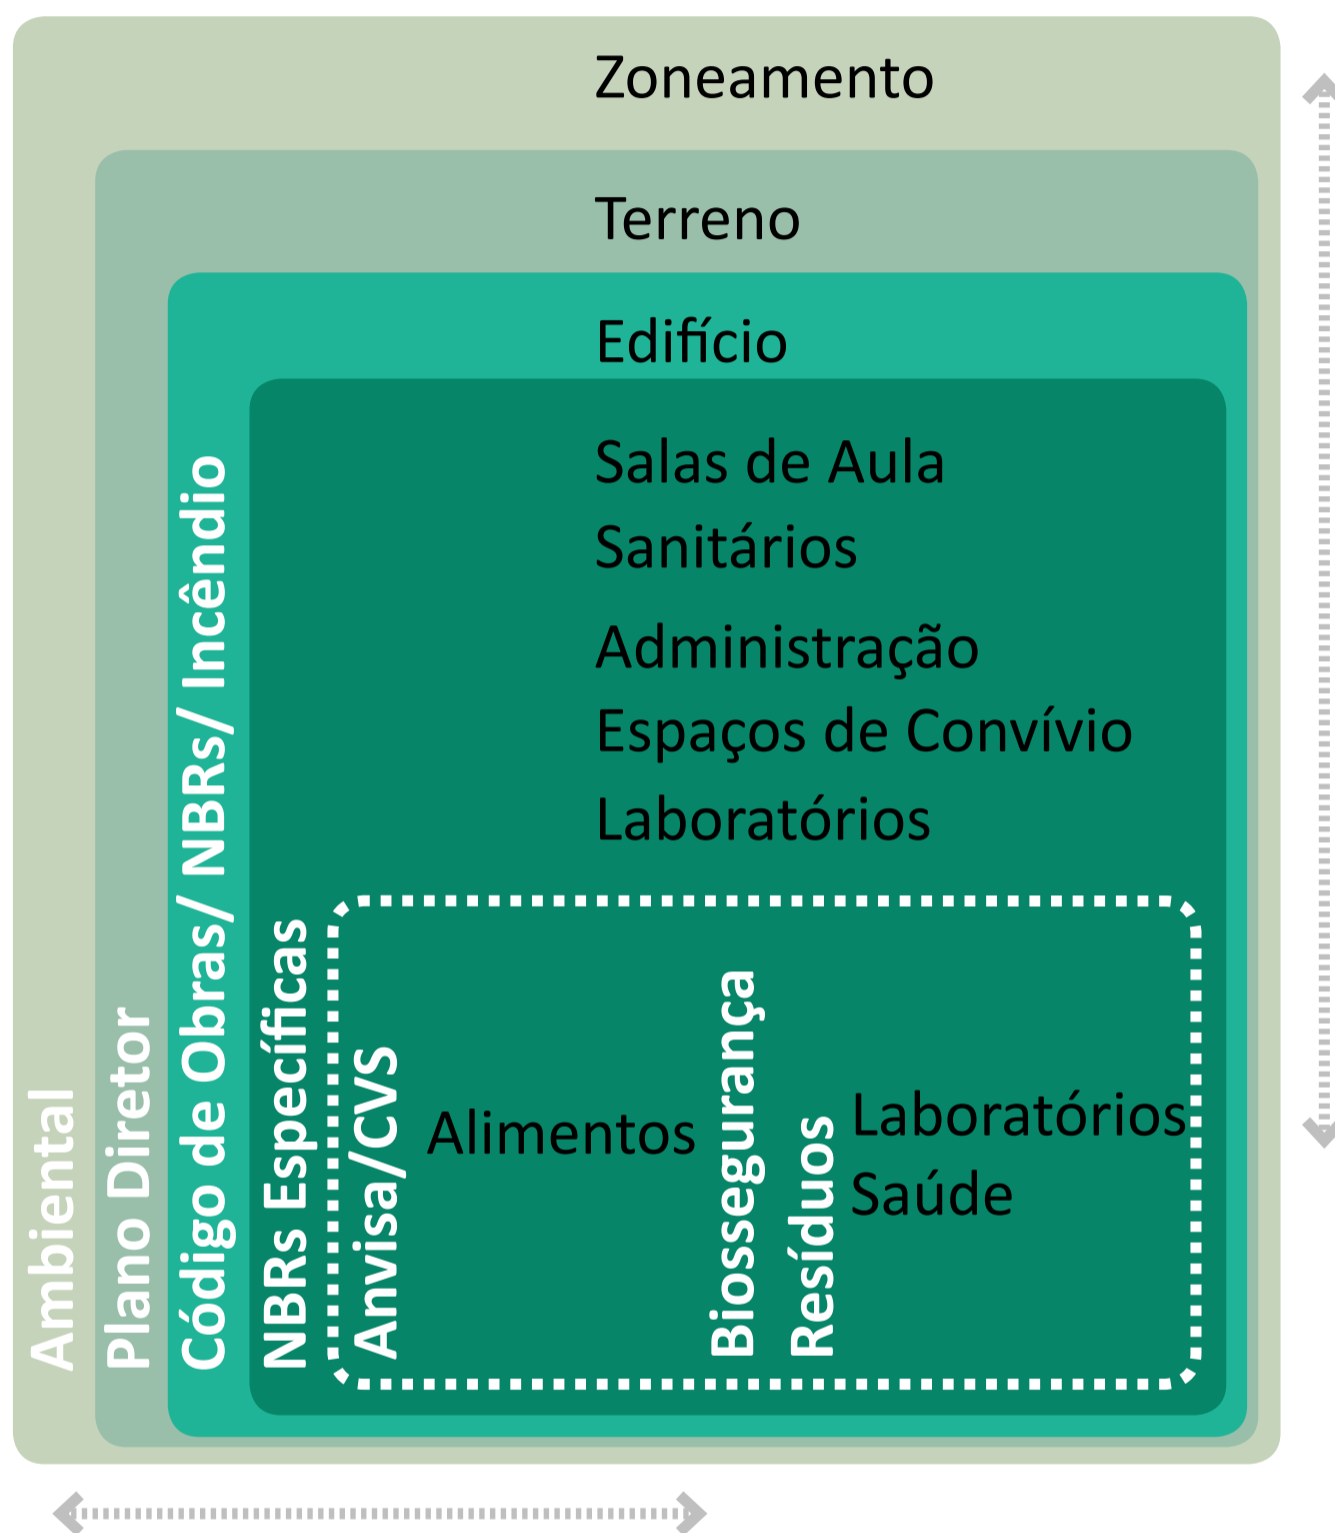 Zoneamento
Terreno
Edifício
Salas de Aula
Sanitários
Administração
Espaços de Convívio
Laboratórios
Ambiental
Plano Diretor
Código de Obras/ NBRs/ Incêndio
NBRs Específicas
Anvisa/CVS
Alimentos
Biossegurança
Resíduos
Laboratórios
Saúde